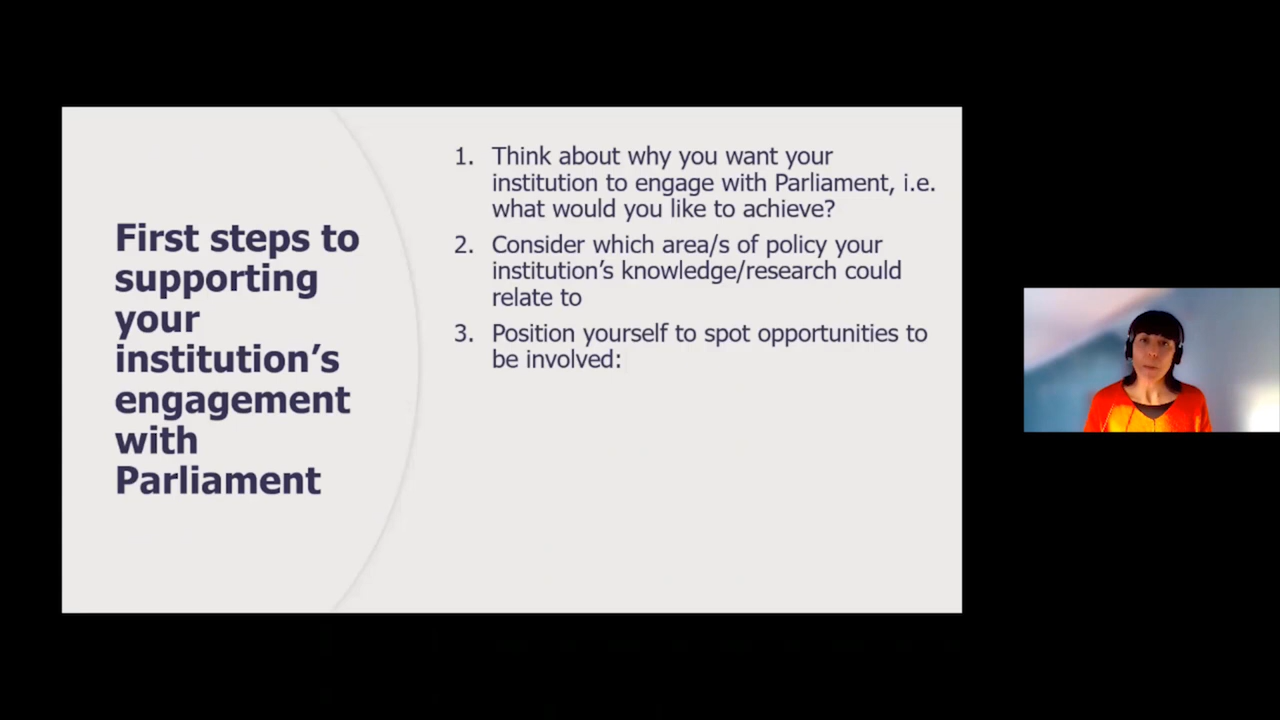 First steps to
supporting
your
institution’s
engagement
with
Parliament
1. Think about why you want your
institution to engage with Parliament, i.e.
what would you like to achieve?
2. Consider which area/s of policy your
institution’s knowledge/research could
relate to
3. Position yourself to spot opportunities to
be involved: